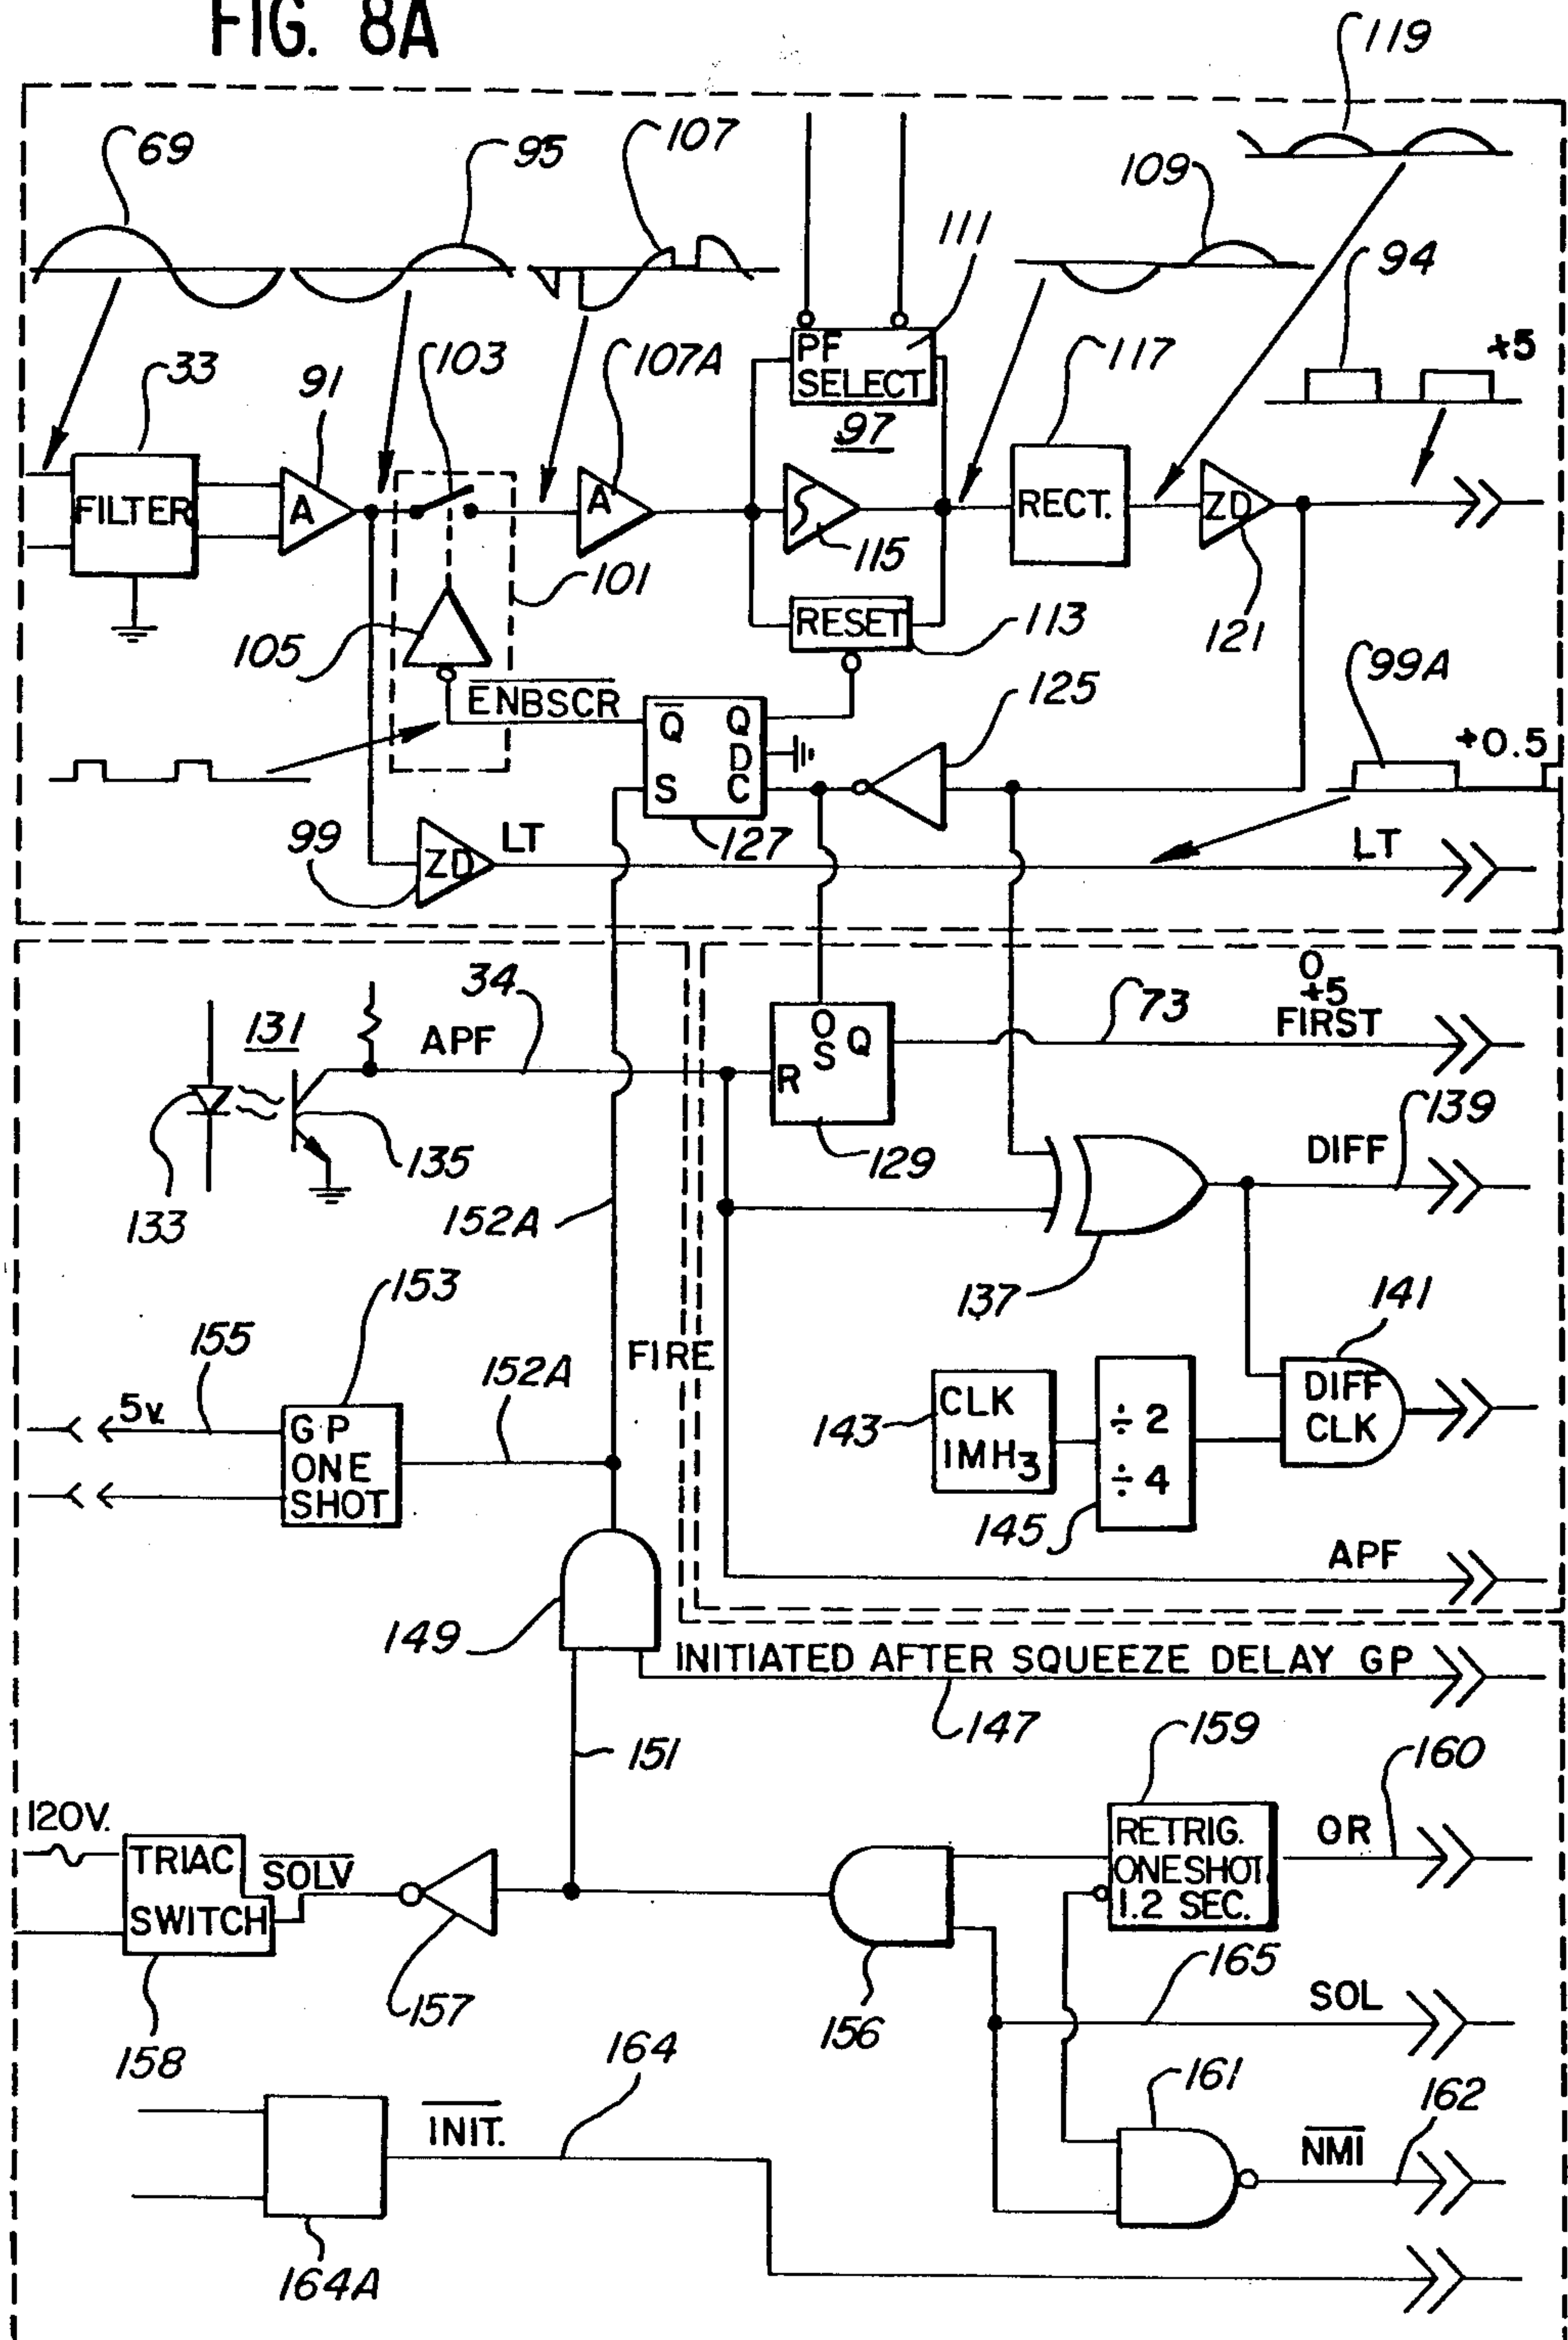 FIG. 8A
119
69
95
107
109
111
94
+5
33
91
103
107A
PF
SELECT
97
117
FILTER
A
A
115
RECT.
ZD
121
101
105
RESET
113
ENBSCR
Q Q
D
S C
125
99A
+0.5
99
ZD
LT
127
LT
34
131
APF
O
S Q
R
73
0
+5
FIRST
133
135
129
139
DIFF
152A
137
141
153
155
5v.
GP
ONE
SHOT
152A
FIRE
143
CLK
1MH3
÷2
÷4
145
DIFF
CLK
APF
149
INITIATED AFTER SQUEEZE DELAY GP
147
151
159
160
120V.
TRIAC
SWITCH
SOLV
RETRIG.
ONESHOT
1.2 SEC.
OR
165
157
156
SOL
158
164
161
162
INIT.
NMI
164A